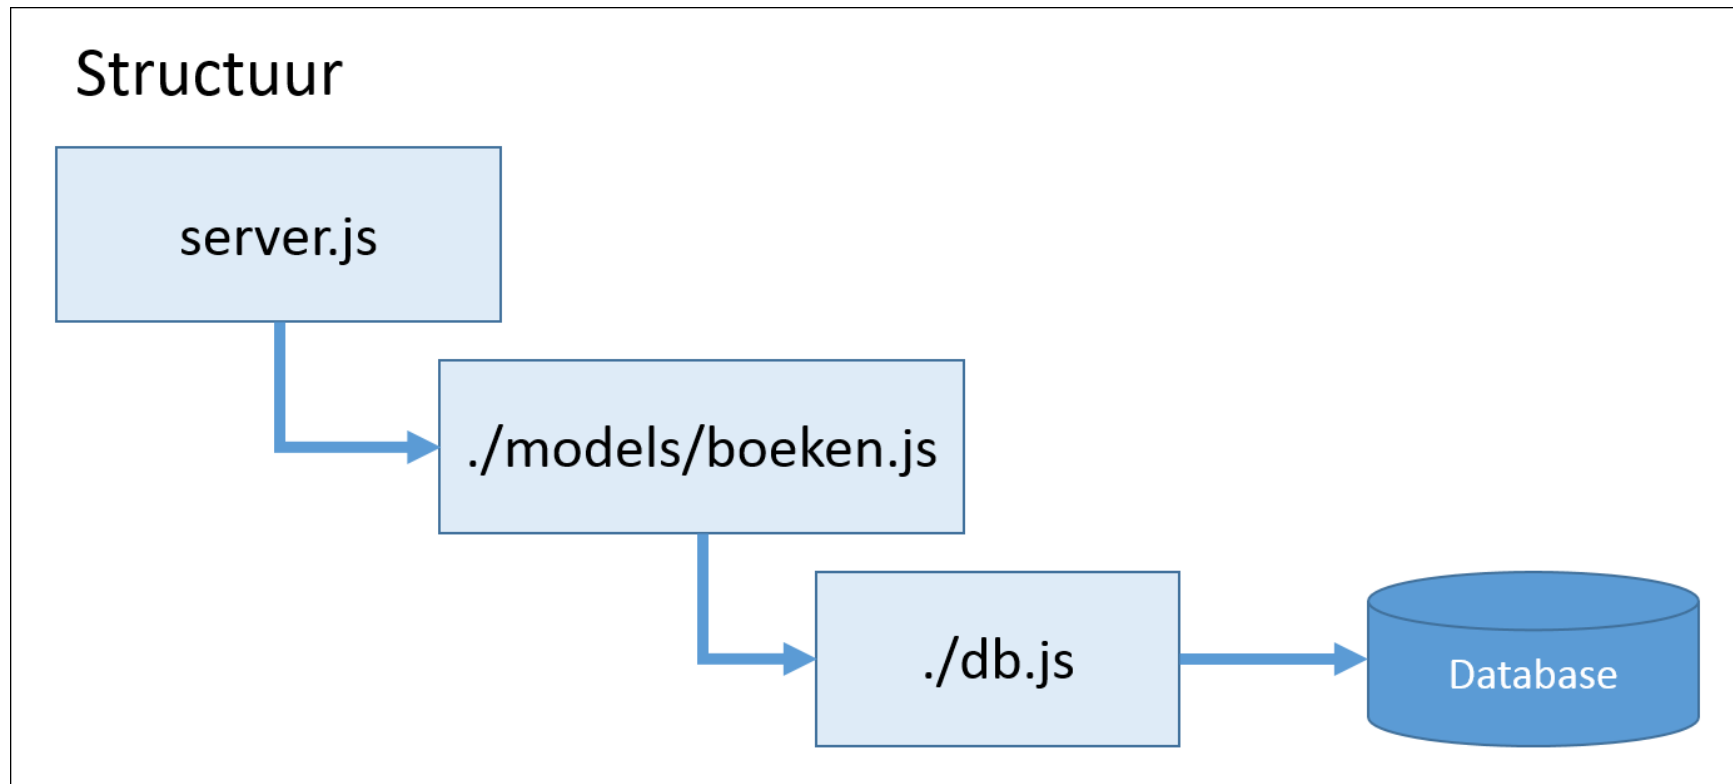 Structuur
server.js
./models/boeken.js
./db.js
Database